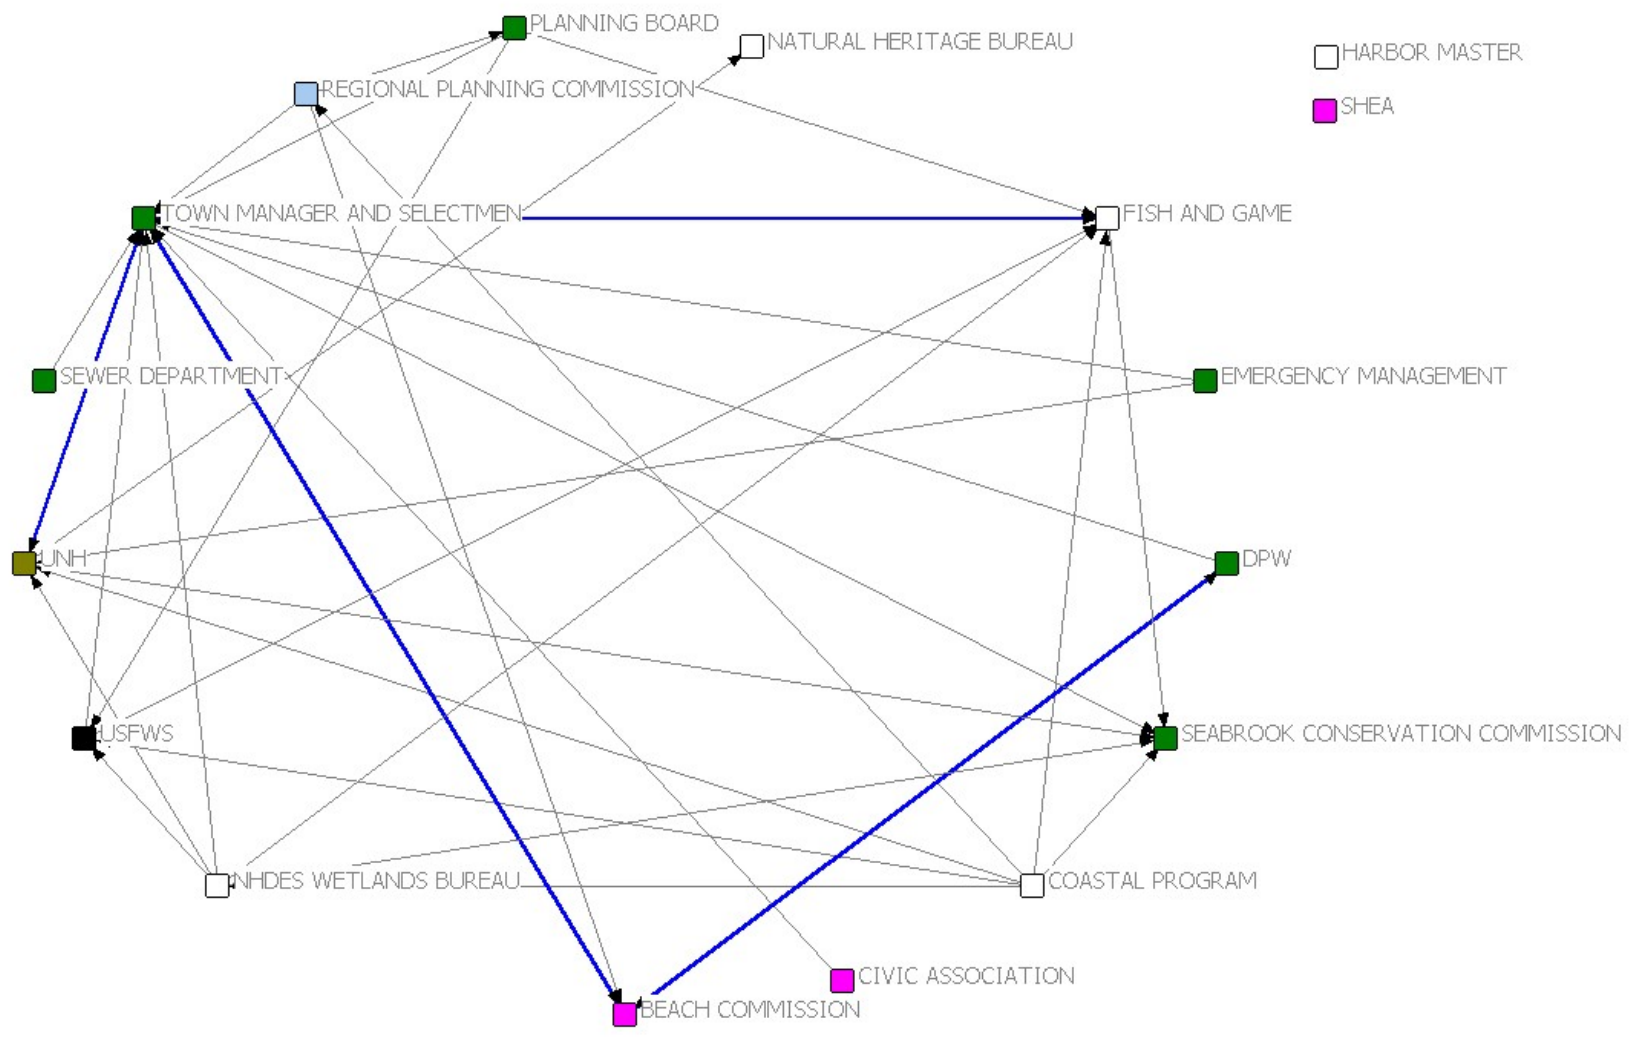 PLANNING BOARD
NATURAL HERITAGE BUREAU
HARBOR MASTER
REGIONAL PLANNING COMMISSION
SHEA
TOWN MANAGER AND SELECTMEN
FISH AND GAME
SEWER DEPARTMENT
EMERGENCY MANAGEMENT
UNH
DPW
USFWS
SEABROOK CONSERVATION COMMISSION
NHDES WETLANDS BUREAU
COASTAL PROGRAM
CIVIC ASSOCIATION
BEACH COMMISSION